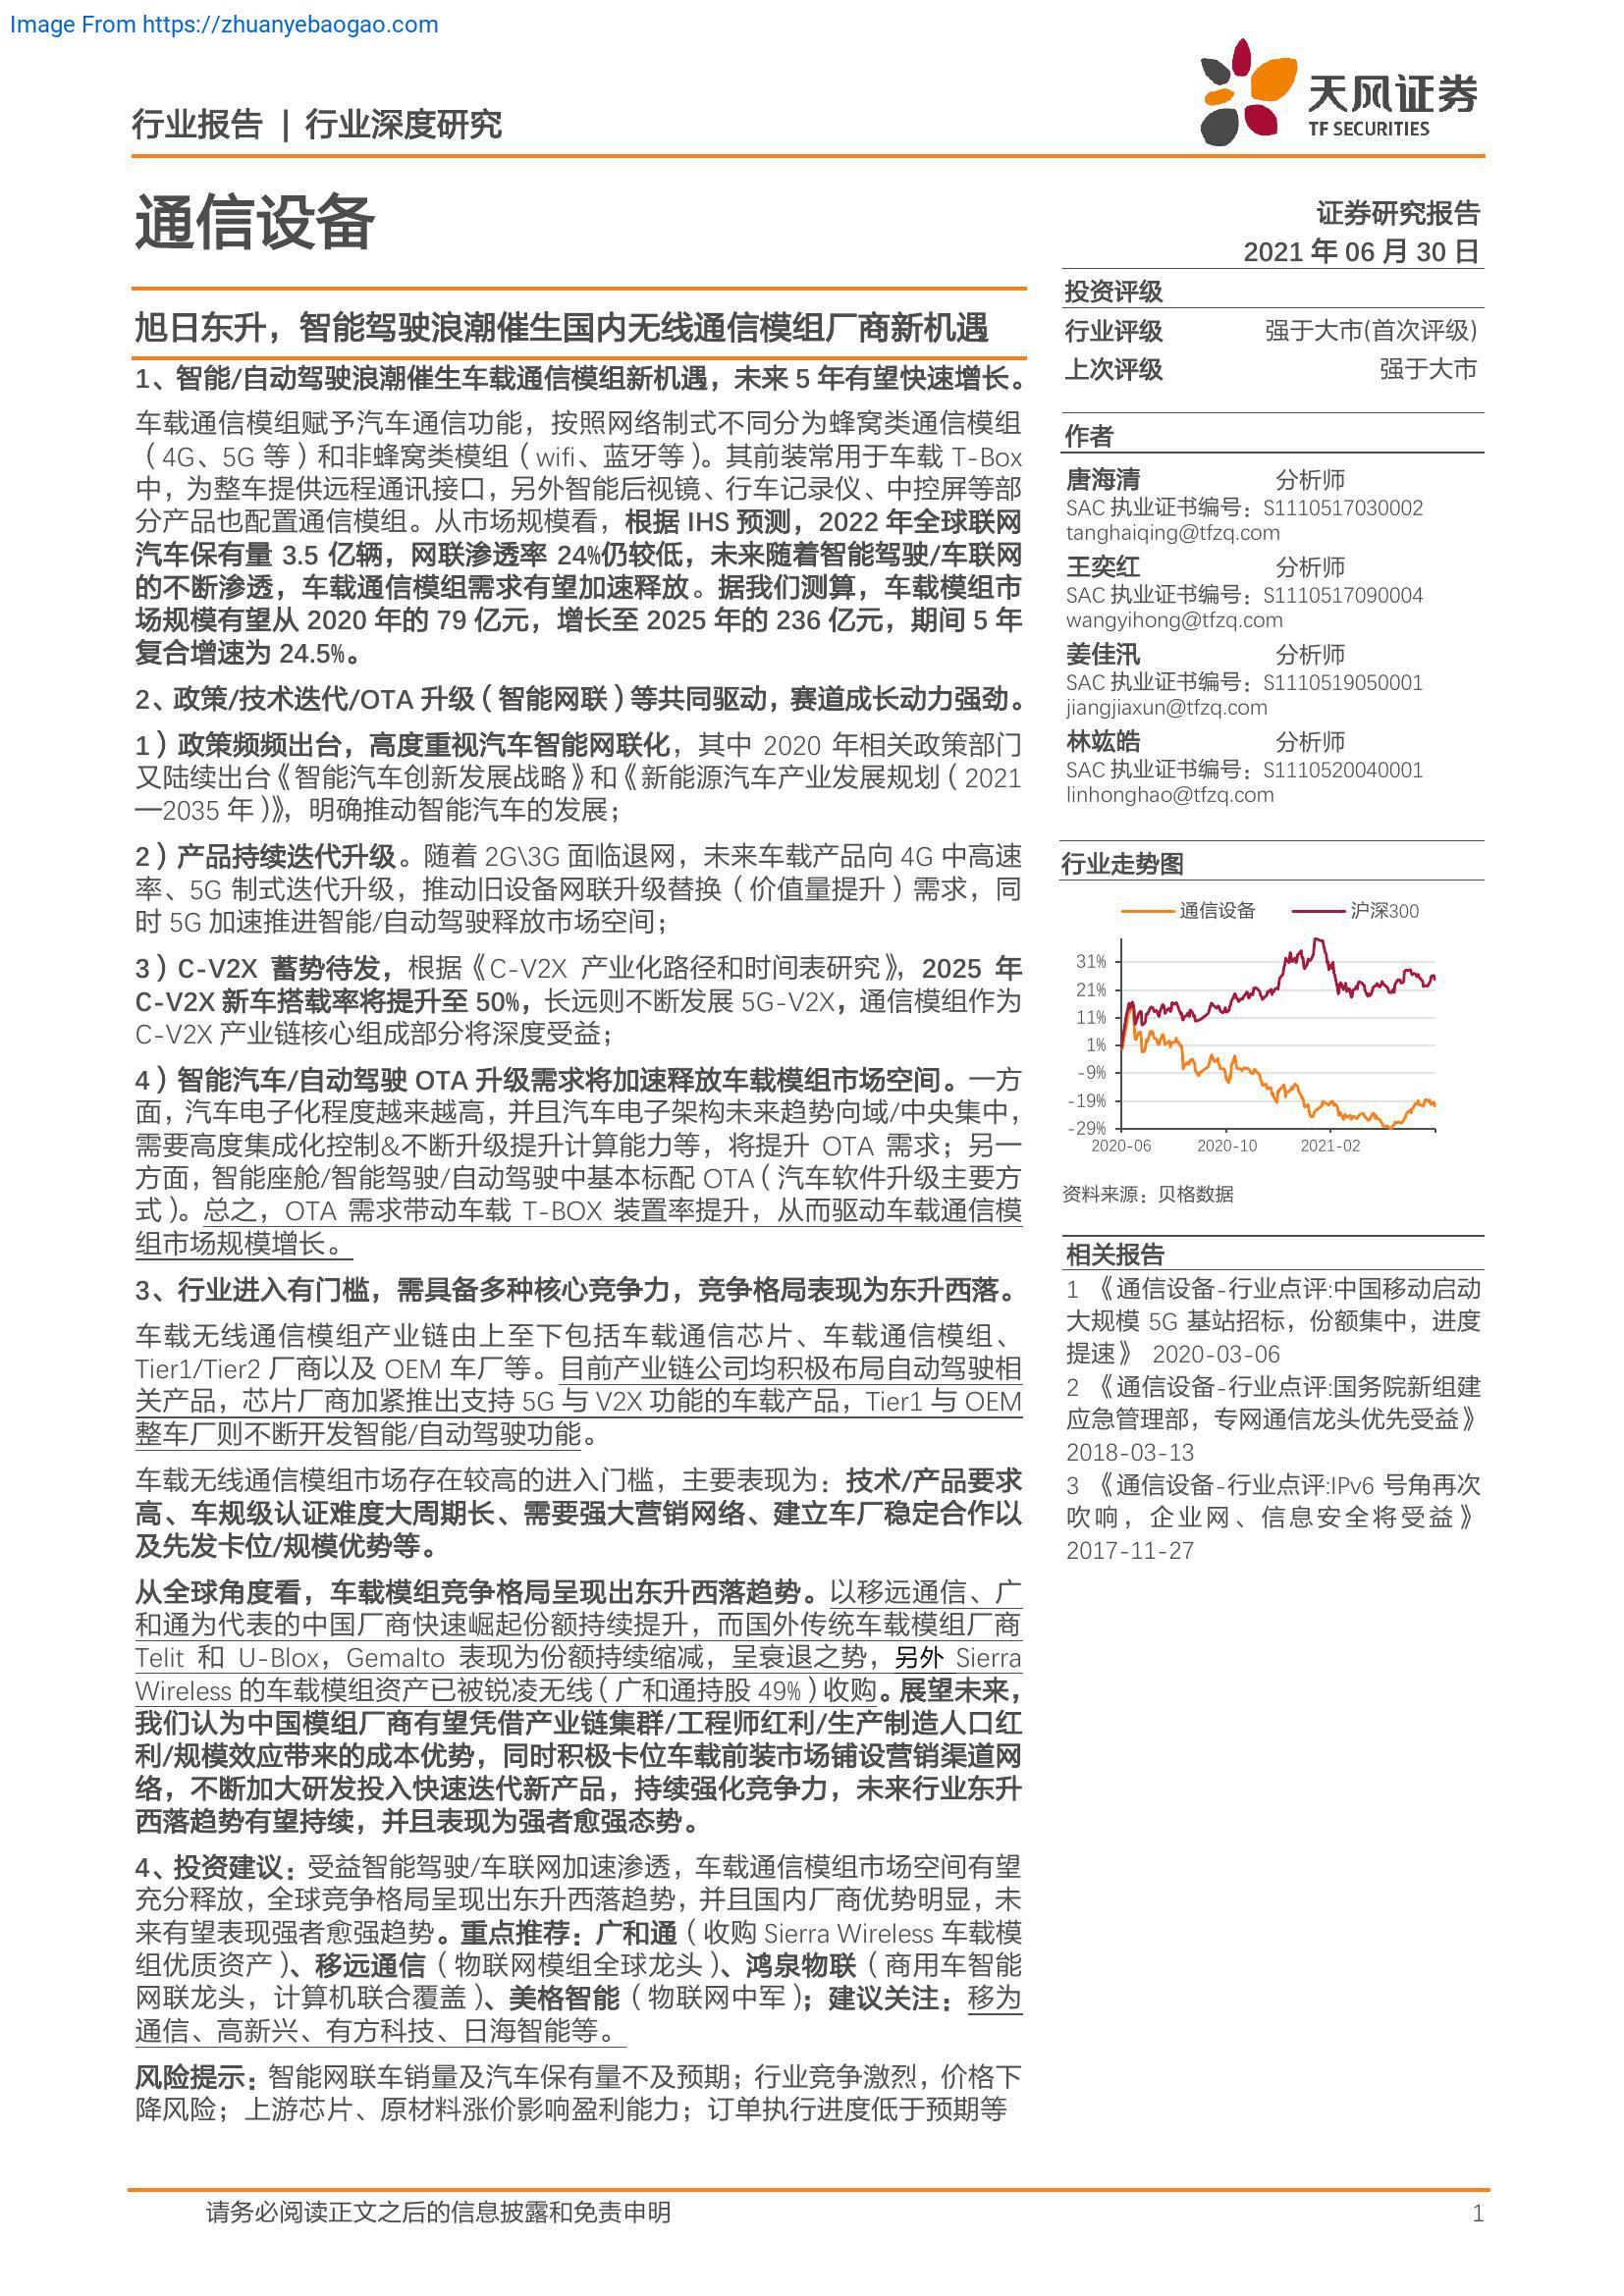 Image From https://zhuanyebaogao.com
行业报告 | 行业深度研究
天风证券
TF SECURITIES
通信设备
证券研究报告
2021 年 06 月 30 日
旭日东升，智能驾驶浪潮催生国内无线通信模组厂商新机遇
1、智能/自动驾驶浪潮催生车载通信模组新机遇，未来 5 年有望快速增长。
车载通信模组赋予汽车通信功能，按照网络制式不同分为蜂窝类通信模组
（4G、5G 等）和非蜂窝类模组（wifi、蓝牙等）。其前装常用于车载 T-Box
中，为整车提供远程通讯接口，另外智能后视镜、行车记录仪、中控屏等部
分产品也配置通信模组。从市场规模看，根据 IHS 预测，2022 年全球联网
汽车保有量 3.5 亿辆，网联渗透率 24%仍较低，未来随着智能驾驶/车联网
的不断渗透，车载通信模组需求有望加速释放。据我们测算，车载模组市
场规模有望从 2020 年的 79 亿元，增长至 2025 年的 236 亿元，期间 5 年
复合增速为 24.5%。
2、政策/技术迭代/OTA 升级（智能网联）等共同驱动，赛道成长动力强劲。
1）政策频频出台，高度重视汽车智能网联化，其中 2020 年相关政策部门
又陆续出台《智能汽车创新发展战略》和《新能源汽车产业发展规划（2021
—2035 年）》，明确推动智能汽车的发展；
2）产品持续迭代升级。随着 2G\3G 面临退网，未来车载产品向 4G 中高速
率、5G 制式迭代升级，推动旧设备网联升级替换（价值量提升）需求，同
时 5G 加速推进智能/自动驾驶释放市场空间；
3）C-V2X 蓄势待发，根据《C-V2X 产业化路径和时间表研究》，2025 年
C-V2X 新车搭载率将提升至 50%，长远则不断发展 5G-V2X，通信模组作为
C-V2X 产业链核心组成部分将深度受益；
4）智能汽车/自动驾驶 OTA 升级需求将加速释放车载模组市场空间。一方
面，汽车电子化程度越来越高，并且汽车电子架构未来趋势向域/中央集中，
需要高度集成化控制&不断升级提升计算能力等，将提升 OTA 需求；另一
方面，智能座舱/智能驾驶/自动驾驶中基本标配 OTA（汽车软件升级主要方
式）。总之，OTA 需求带动车载 T-BOX 装置率提升，从而驱动车载通信模
组市场规模增长。
3、行业进入有门槛，需具备多种核心竞争力，竞争格局表现为东升西落。
车载无线通信模组产业链由上至下包括车载通信芯片、车载通信模组、
Tier1/Tier2 厂商以及 OEM 车厂等。目前产业链公司均积极布局自动驾驶相
关产品，芯片厂商加紧推出支持 5G 与 V2X 功能的车载产品，Tier1 与 OEM
整车厂则不断开发智能/自动驾驶功能。
车载无线通信模组市场存在较高的进入门槛，主要表现为：技术/产品要求
高、车规级认证难度大周期长、需要强大营销网络、建立车厂稳定合作以
及先发卡位/规模优势等。
从全球角度看，车载模组竞争格局呈现出东升西落趋势。以移远通信、广
和通为代表的中国厂商快速崛起份额持续提升，而国外传统车载模组厂商
Telit 和 U-Blox，Gemalto 表现为份额持续缩减，呈衰退之势，另外 Sierra
Wireless 的车载模组资产已被锐凌无线（广和通持股 49%）收购。展望未来，
我们认为中国模组厂商有望凭借产业链集群/工程师红利/生产制造人口红
利/规模效应带来的成本优势，同时积极卡位车载前装市场铺设营销渠道网
络，不断加大研发投入快速迭代新产品，持续强化竞争力，未来行业东升
西落趋势有望持续，并且表现为强者愈强态势。
4、投资建议：受益智能驾驶/车联网加速渗透，车载通信模组市场空间有望
充分释放，全球竞争格局呈现出东升西落趋势，并且国内厂商优势明显，未
来有望表现强者愈强趋势。重点推荐：广和通（收购 Sierra Wireless 车载模
组优质资产）、移远通信（物联网模组全球龙头）、鸿泉物联（商用车智能
网联龙头，计算机联合覆盖）、美格智能（物联网中军）；建议关注：移为
通信、高新兴、有方科技、日海智能等。
风险提示：智能网联车销量及汽车保有量不及预期；行业竞争激烈，价格下
降风险；上游芯片、原材料涨价影响盈利能力；订单执行进度低于预期等
投资评级
行业评级 强于大市(首次评级)
上次评级 强于大市
作者
唐海清 分析师
SAC 执业证书编号：S1110517030002
tanghaiqing@tfzq.com
王奕红 分析师
SAC 执业证书编号：S1110517090004
wangyihong@tfzq.com
姜佳汛 分析师
SAC 执业证书编号：S1110519050001
jiangjiaxun@tfzq.com
林竑皓 分析师
SAC 执业证书编号：S1110520040001
linhonghao@tfzq.com
行业走势图
通信设备 沪深300
31%
21%
11%
1%
-9%
-19%
-29%
2020-06 2020-10 2021-02
资料来源：贝格数据
相关报告
1 《通信设备-行业点评:中国移动启动
大规模 5G 基站招标，份额集中，进度
提速》 2020-03-06
2 《通信设备-行业点评:国务院新组建
应急管理部，专网通信龙头优先受益》
2018-03-13
3 《通信设备-行业点评:IPv6 号角再次
吹响，企业网、信息安全将受益》
2017-11-27
请务必阅读正文之后的信息披露和免责申明
1